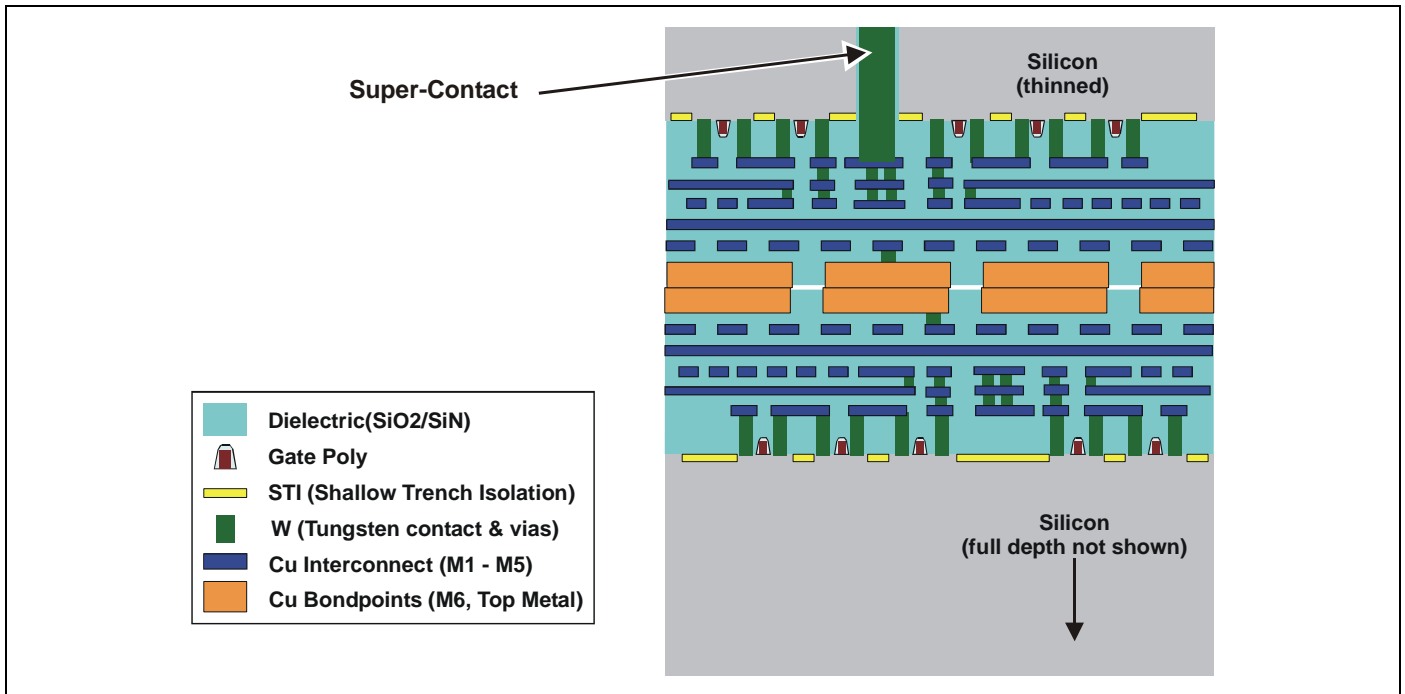 Super-Contact
Silicon
(thinned)
Dielectric(SiO2/SiN)
Gate Poly
STI (Shallow Trench Isolation)
W (Tungsten contact & vias)
Cu Interconnect (M1 - M5)
Cu Bondpoints (M6, Top Metal)
Silicon
(full depth not shown)